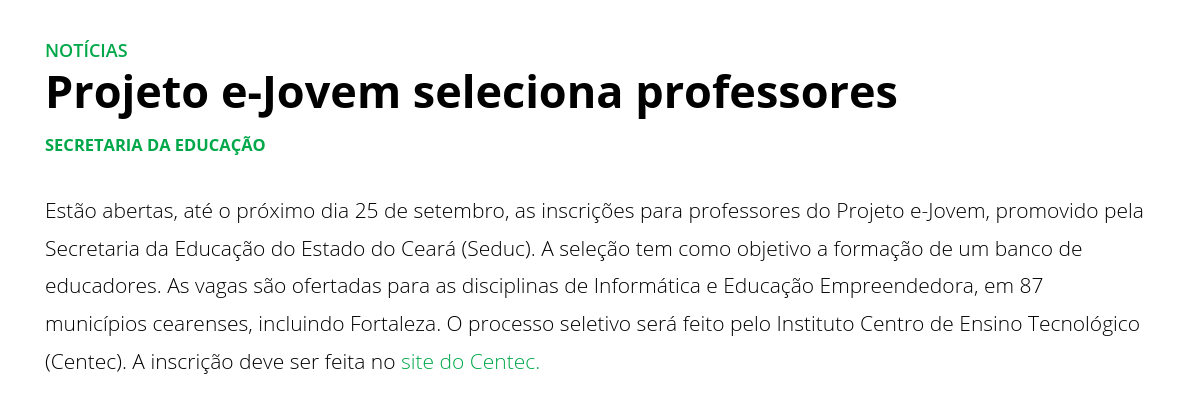 NOTÍCIAS
Projeto e-Jovem seleciona professores
SECRETARIA DA EDUCAÇÃO
Estão abertas, até o próximo dia 25 de setembro, as inscrições para professores do Projeto e-Jovem, promovido pela
Secretaria da Educação do Estado do Ceará (Seduc). A seleção tem como objetivo a formação de um banco de
educadores. As vagas são ofertadas para as disciplinas de Informática e Educação Empreendedora, em 87
municípios cearenses, incluindo Fortaleza. O processo seletivo será feito pelo Instituto Centro de Ensino Tecnológico
(Centec). A inscrição deve ser feita no site do Centec.